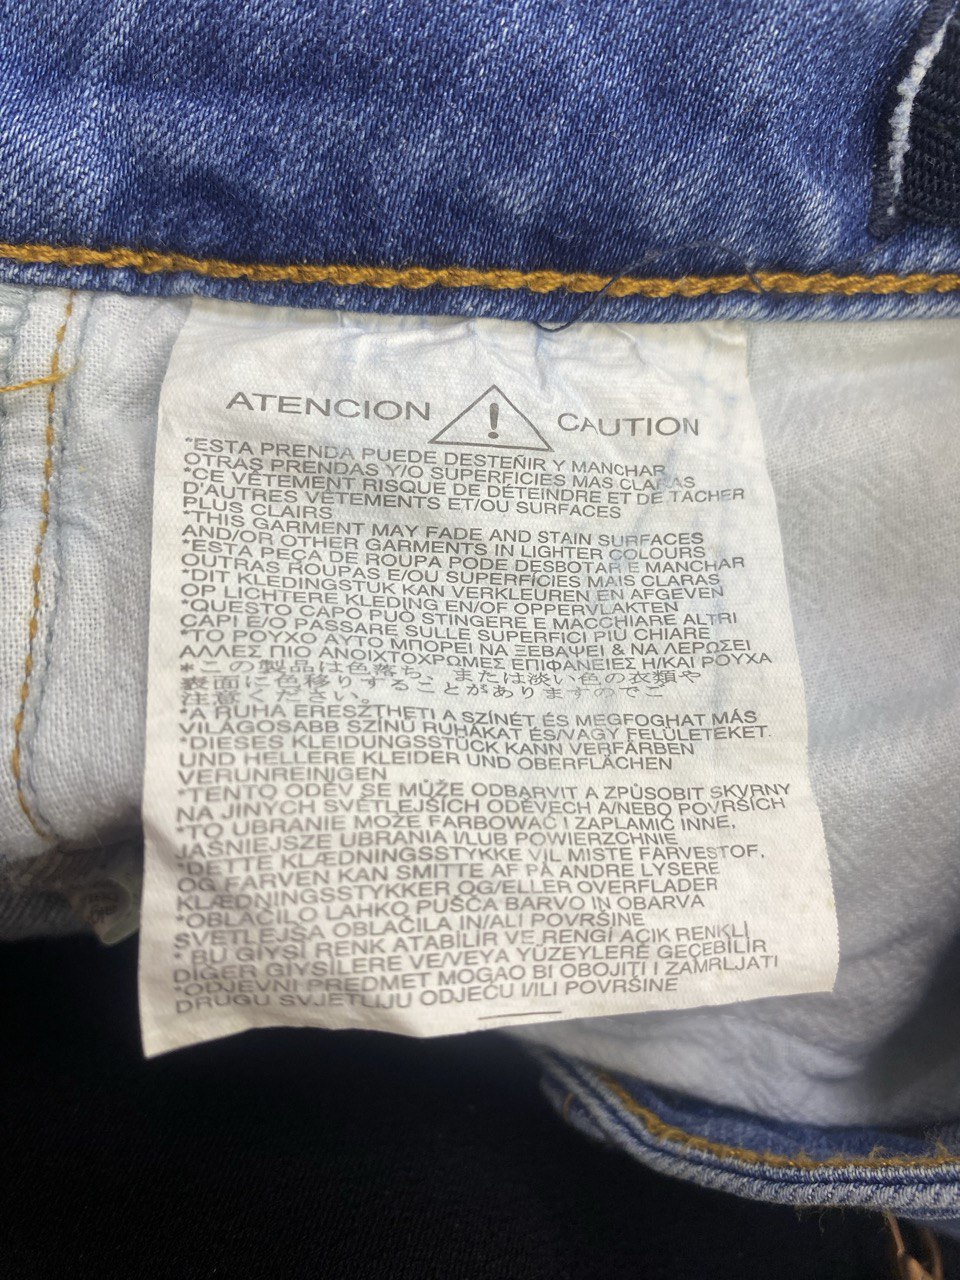 ATENCION ! CAUTION
*ESTA PRENDA PUEDE DESTEÑIR Y MANCHAR
OTRAS PRENDAS Y/O SUPERFICIES MAS CLARAS
*CE VÊTEMENT RISQUE DE DÉTEINDRE ET DE TACHER
D'AUTRES VÊTEMENTS ET/OU SURFACES
PLUS CLAIRS
*THIS GARMENT MAY FADE AND STAIN SURFACES
AND/OR OTHER GARMENTS IN LIGHTER COLOURS
*ESTA PEÇA DE ROUPA PODE DESBOTAR E MANCHAR
OUTRAS ROUPAS E/OU SUPERFÍCIES MAIS CLARAS
*DIT KLEDINGSTUK KAN VERKLEUREN EN AFGEVEN
OP LICHTERE KLEDING EN/OF OPPERVLAKTEN
*QUESTO CAPO PUÒ STINGERE E MACCHIARE ALTRI
CAPI E/O PASSARE SULLE SUPERFICI PIÙ CHIARE
*ΤΟ ΡΟΥΧΟ ΑΥΤΟ ΜΠΟΡΕΙ ΝΑ ΞΕΒΑΨΕΙ & ΝΑ ΛΕΡΩΣΕΙ
ΑΛΛΕΣ ΠΙΟ ΑΝΟΙΧΤΟΧΡΩΜΕΣ ΕΠΙΦΑΝΕΙΕΣ Η/ΚΑΙ ΡΟΥΧΑ
*この製品は色落ち、または淡い色の衣類や
表面に色移りすることがありますのでご
注意ください。
*A RUHA ERESZTHETI A SZÍNÉT ÉS MEGFOGHAT MÁS
VILÁGOSABB SZÍNÛ RUHÁKAT ÉS/VAGY FELÜLETEKET.
*DIESES KLEIDUNGSSTÜCK KANN VERFÄRBEN
UND HELLERE KLEIDER UND OBERFLÄCHEN
VERUNREINIGEN
*TENTO ODĚV SE MŮŽE ODBARVIT A ZPŮSOBIT SKVRNY
NA JINÝCH SVĚTLEJŠÍCH ODĚVECH A/NEBO POVRŠÍCH
*TO UBRANIE MOŻE FARBOWAĆ I ZAPLAMIĆ INNE,
JAŚNIEJSZE UBRANIA I/LUB POWIERZCHNIE
*DETTE KLÆDNINGSSTYKKE VIL MISTE FARVESTOF,
OG FARVEN KAN SMITTE AF PÅ ANDRE LYSERE
KLÆDNINGSSTYKKER OG/ELLER OVERFLADER
*OBLAČILO LAHKO PUŠČA BARVO IN OBARVA
SVETLEJŠA OBLAČILA IN/ALI POVRŠINE
*BU GİYSİ RENK ATABİLİR VE RENGİ AÇIK RENKLİ
DİĞER GİYSİLERE VE/VEYA YÜZEYLERE GEÇEBİLİR
*ODJEVNI PREDMET MOGAO BI OBOJITI I ZAMRLJATI
DRUGU SVJETLIJU ODJEĆU I/ILI POVRŠINE